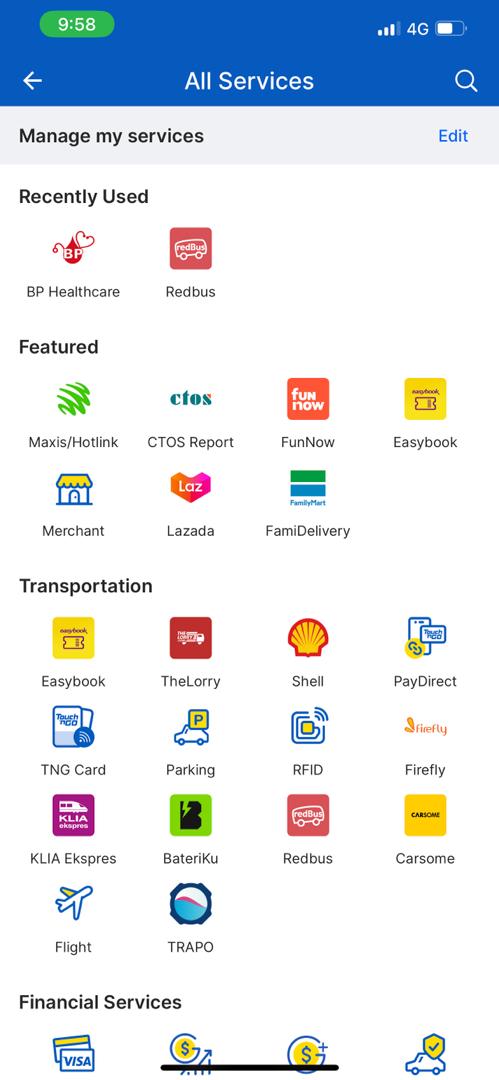 9:58 4G
All Services
Manage my services Edit
Recently Used
BP redBus
BP Healthcare Redbus
Featured
ctos fun now easybook
Maxis/Hotlink CTOS Report FunNow Easybook
Laz FamilyMart
Merchant Lazada FamiDelivery
Transportation
easybook THE LORRY Touch nGO
Easybook TheLorry Shell PayDirect
Touch nGO P firefly
TNG Card Parking RFID Firefly
KLIA ekspres B redBus CARSOME
KLIA Ekspres BateriKu Redbus Carsome
Flight TRAPO
Financial Services
VISA $ $+